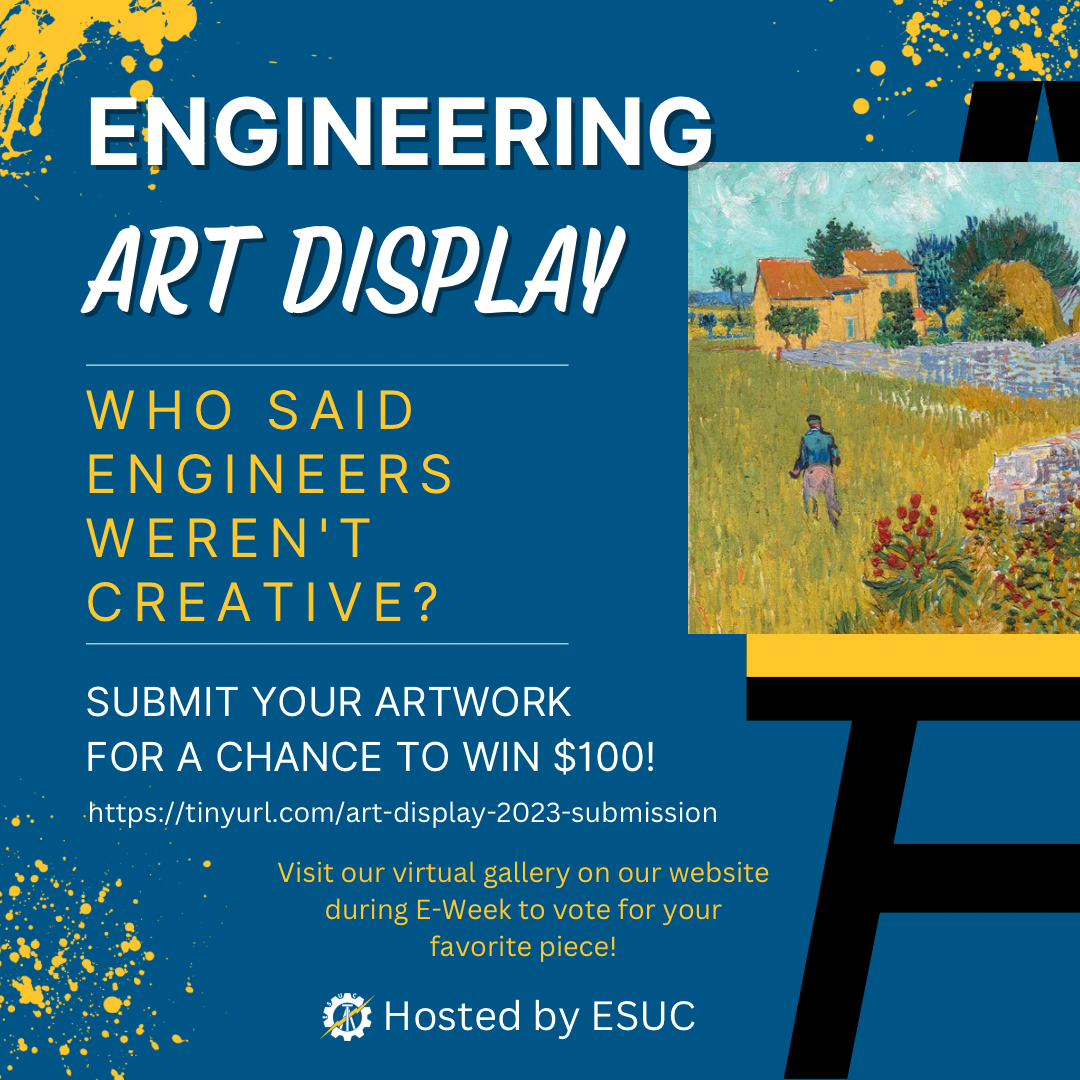 ENGINEERING
ART DISPLAY
WHO SAID
ENGINEERS
WEREN'T
CREATIVE?
SUBMIT YOUR ARTWORK
FOR A CHANCE TO WIN $100!
https://tinyurl.com/art-display-2023-submission
Visit our virtual gallery on our website
during E-Week to vote for your
favorite piece!
Hosted by ESUC